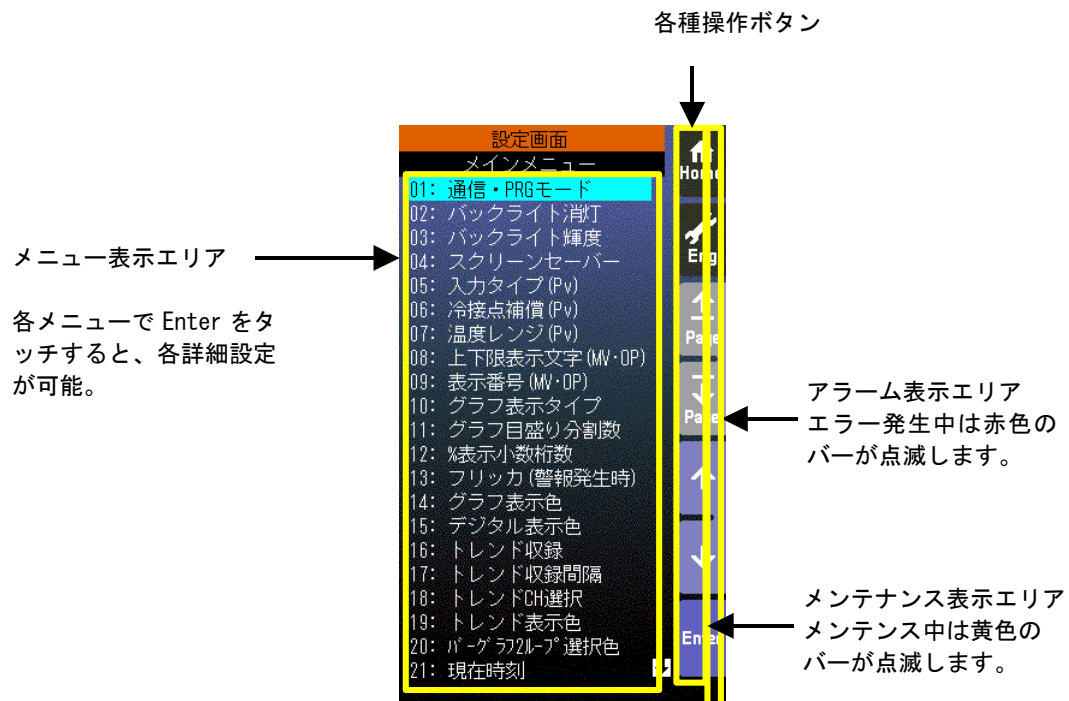 各種操作ボタン
設定画面
メインメニュー
01: 通信・PRGモード
02: バックライト消灯
03: バックライト輝度
04: スクリーンセーバー
05: 入力タイプ(Pv)
06: 冷接点補償(Pv)
07: 温度レンジ(Pv)
08: 上下限表示文字(MV・OP)
09: 表示番号(MV・OP)
10: グラフ表示タイプ
11: グラフ目盛り分割数
12: %表示小数桁数
13: フリッカ(警報発生時)
14: グラフ表示色
15: デジタル表示色
16: トレンド収録
17: トレンド収録間隔
18: トレンドCH選択
19: トレンド表示色
20: バーグラフ2ループ選択色
21: 現在時刻
Home
Eng
Page
Page
Enter
メニュー表示エリア
各メニューで Enter をタ
ッチすると、各詳細設定
が可能。
アラーム表示エリア
エラー発生中は赤色の
バーが点滅します。
メンテナンス表示エリア
メンテンス中は黄色の
バーが点滅します。